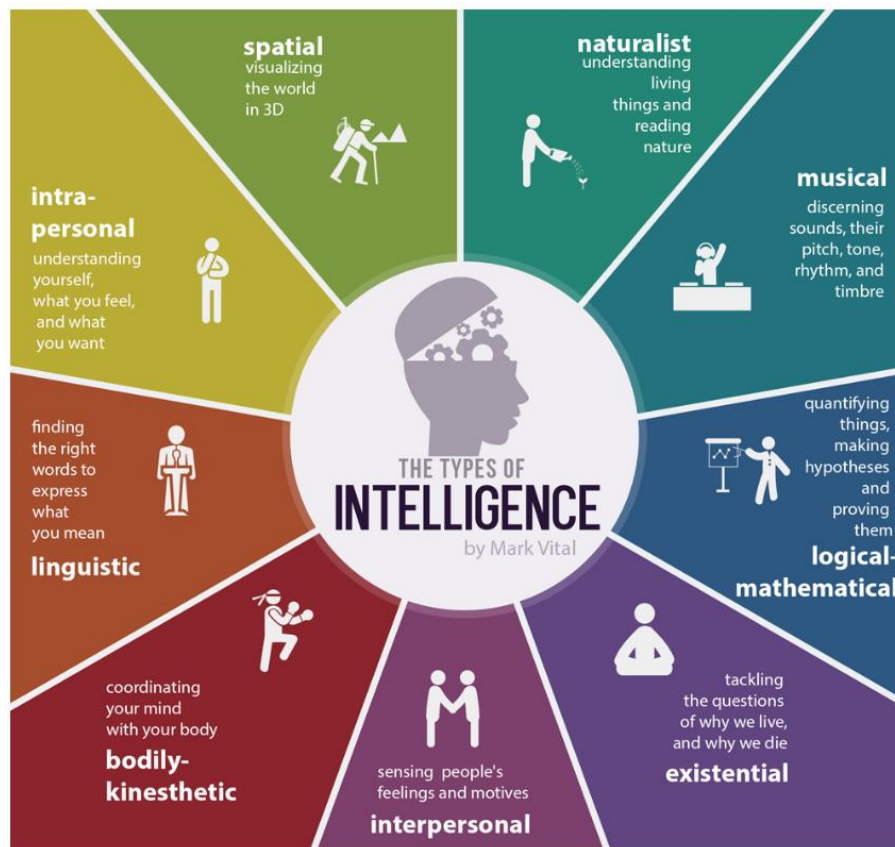 spatial
visualizing
the world
in 3D
naturalist
understanding
living
things and
reading
nature
musical
discerning
sounds, their
pitch, tone,
rhythm, and
timbre
quantifying
things,
making
hypotheses
and
proving
them
logical-
mathematical
tackling
the questions
of why we live,
and why we die
existential
sensing people's
feelings and motives
interpersonal
coordinating
your mind
with your body
bodily-
kinesthetic
finding
the right
words to
express
what
you mean
linguistic
intra-
personal
understanding
yourself,
what you feel,
and what
you want
THE TYPES OF
INTELLIGENCE
by Mark Vital